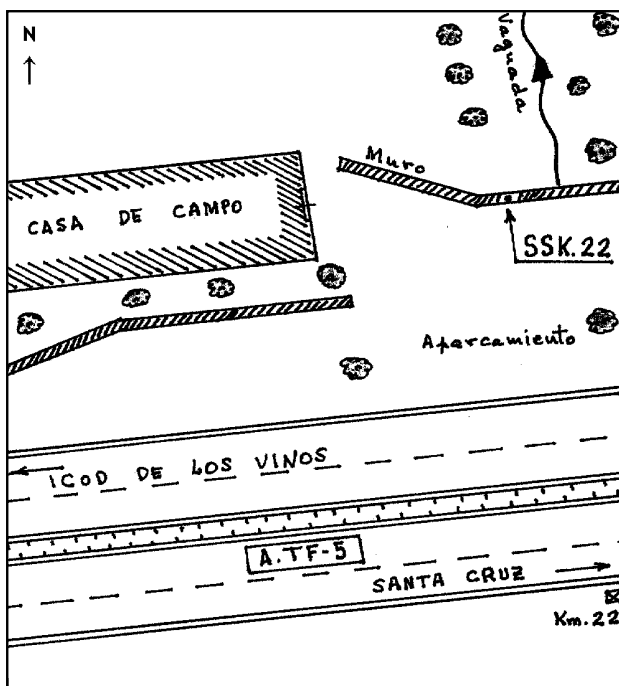 N
Vaguada
Muro
CASA DE CAMPO
SSK.22
Aparcamiento
ICOD DE LOS VINOS
A.TF-5
SANTA CRUZ
Km.22